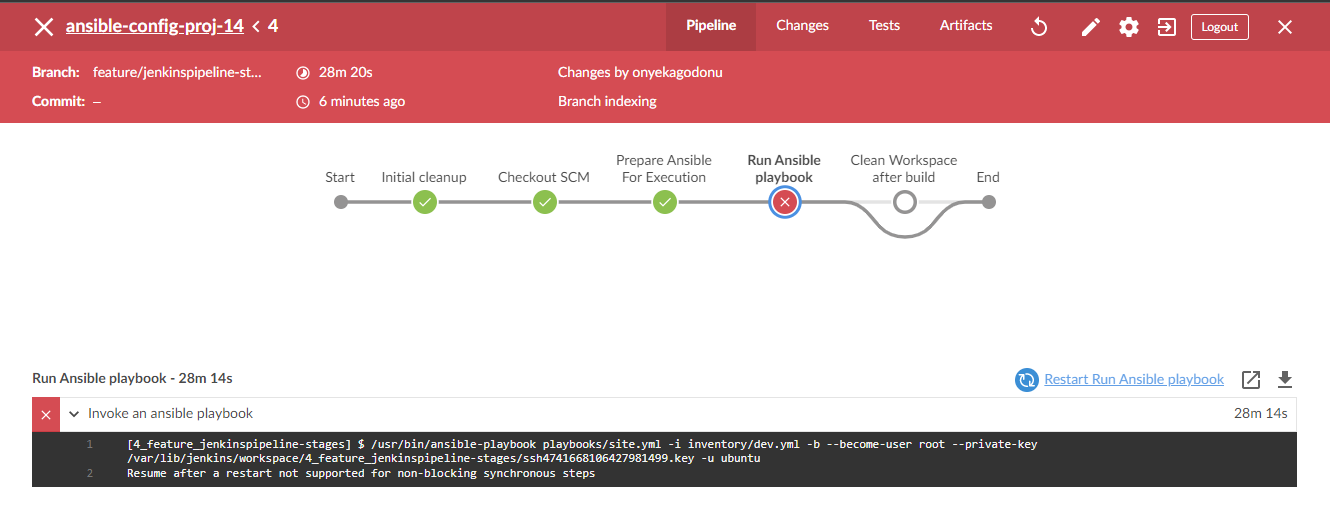 ansible-config-proj-14 < 4
Pipeline Changes Tests Artifacts Logout
Branch: feature/jenkinspipeline-st... 28m 20s Changes by onyekagodonu
Commit: – 6 minutes ago Branch indexing
Start
Initial cleanup
Checkout SCM
Prepare Ansible
For Execution
Run Ansible
playbook
Clean Workspace
after build
End
Run Ansible playbook - 28m 14s
Restart Run Ansible playbook
Invoke an ansible playbook 28m 14s
1 [4_feature_jenkinspipeline-stages] $ /usr/bin/ansible-playbook playbooks/site.yml -i inventory/dev.yml -b --become-user root --private-key
/var/lib/jenkins/workspace/4_feature_jenkinspipeline-stages/ssh4741668106427981499.key -u ubuntu
2 Resume after a restart not supported for non-blocking synchronous steps